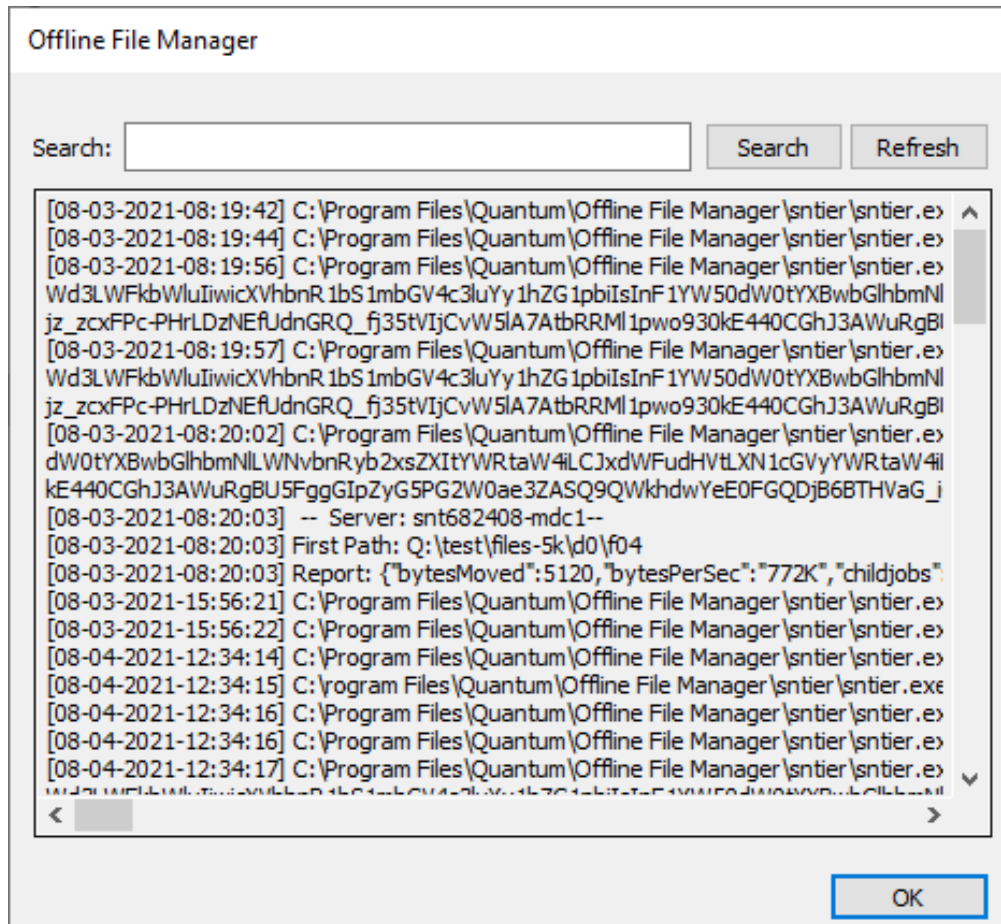 Offline File Manager
Search:
Search
Refresh
[08-03-2021-08:19:42] C:\Program Files\Quantum\Offline File Manager\sntier\sntier.ex
[08-03-2021-08:19:44] C:\Program Files\Quantum\Offline File Manager\sntier\sntier.ex
[08-03-2021-08:19:56] C:\Program Files\Quantum\Offline File Manager\sntier\sntier.ex
Wd3LWFkbWluIiwicXVhbnR1bS1mbGV4c3luYy1hZG1pbiIsInF1YW50dW0tYXBwbGlhbmNl
jz_zcxFPc-PHrLDzNEfUdnGRQ_fj35tVIjCvW5lA7AtbRRMl1pwo930kE440CGhJ3AWuRgBU
[08-03-2021-08:19:57] C:\Program Files\Quantum\Offline File Manager\sntier\sntier.ex
Wd3LWFkbWluIiwicXVhbnR1bS1mbGV4c3luYy1hZG1pbiIsInF1YW50dW0tYXBwbGlhbmNl
jz_zcxFPc-PHrLDzNEfUdnGRQ_fj35tVIjCvW5lA7AtbRRMl1pwo930kE440CGhJ3AWuRgBU
[08-03-2021-08:20:02] C:\Program Files\Quantum\Offline File Manager\sntier\sntier.ex
dW0tYXBwbGlhbmNlLWNvbnRyb2xsZXItYWRtaW4iLCJxdWFudHVtLXN1cGVyYWRtaW4il
kE440CGhJ3AWuRgBU5FggGIpZyG5PG2W0ae3ZASQ9QWkhdwYeE0FGQDjB6BTHVaG_i
[08-03-2021-08:20:03] -- Server: snt682408-mdc1--
[08-03-2021-08:20:03] First Path: Q:\test\files-5k\d0\f04
[08-03-2021-08:20:03] Report: {"bytesMoved":5120,"bytesPerSec":"772K","childjobs":
[08-03-2021-15:56:21] C:\Program Files\Quantum\Offline File Manager\sntier\sntier.ex
[08-03-2021-15:56:22] C:\Program Files\Quantum\Offline File Manager\sntier\sntier.ex
[08-04-2021-12:34:14] C:\Program Files\Quantum\Offline File Manager\sntier\sntier.ex
[08-04-2021-12:34:15] C:\rogram Files\Quantum\Offline File Manager\sntier\sntier.exe
[08-04-2021-12:34:16] C:\Program Files\Quantum\Offline File Manager\sntier\sntier.ex
[08-04-2021-12:34:16] C:\Program Files\Quantum\Offline File Manager\sntier\sntier.ex
[08-04-2021-12:34:17] C:\Program Files\Quantum\Offline File Manager\sntier\sntier.ex
OK